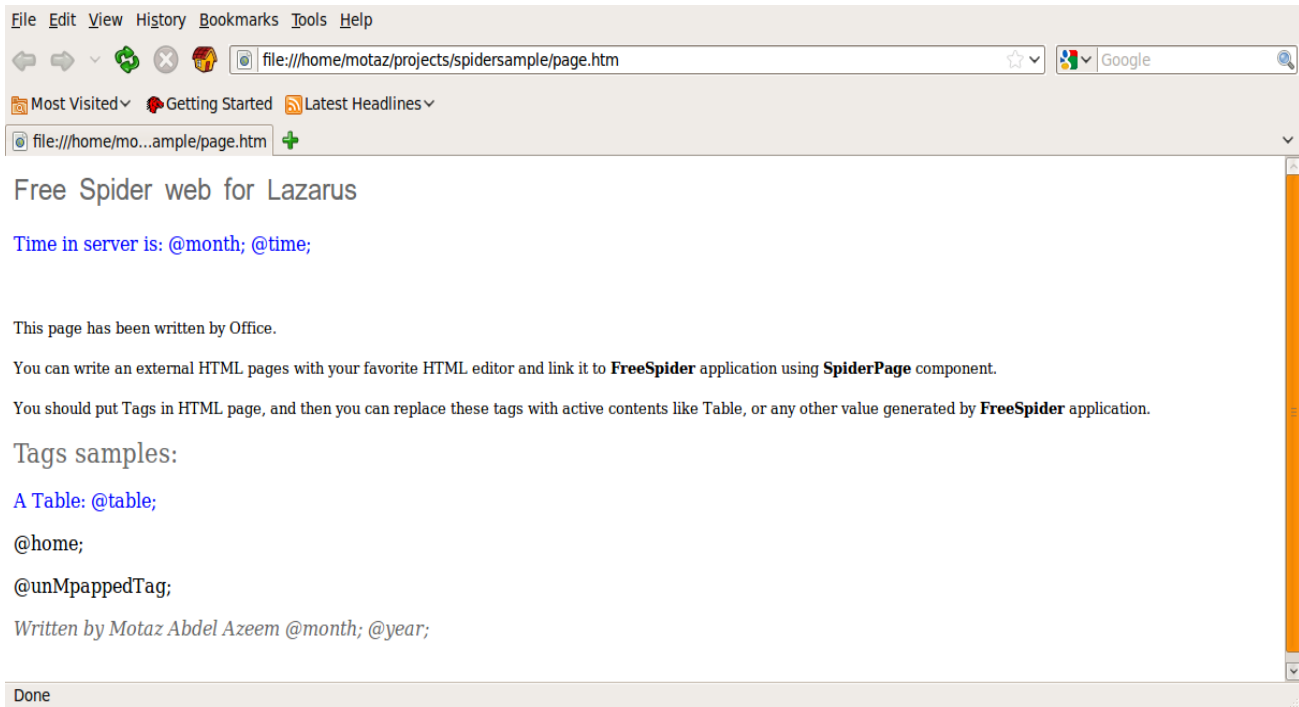 File Edit View History Bookmarks Tools Help
file:///home/motaz/projects/spidersample/page.htm Google
Most Visited Getting Started Latest Headlines
file:///home/mo...ample/page.htm
Free Spider web for Lazarus
Time in server is: @month; @time;
This page has been written by Office.
You can write an external HTML pages with your favorite HTML editor and link it to FreeSpider application using SpiderPage component.
You should put Tags in HTML page, and then you can replace these tags with active contents like Table, or any other value generated by FreeSpider application.
Tags samples:
A Table: @table;
@home;
@unMpappedTag;
Written by Motaz Abdel Azeem @month; @year;
Done